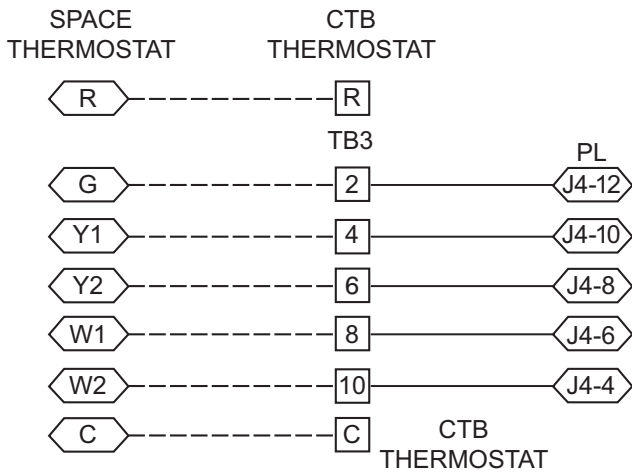 SPACE THERMOSTAT
CTB THERMOSTAT
R R
TB3
PL
G 2 J4-12
Y1 4 J4-10
Y2 6 J4-8
W1 8 J4-6
W2 10 J4-4
C C
CTB THERMOSTAT